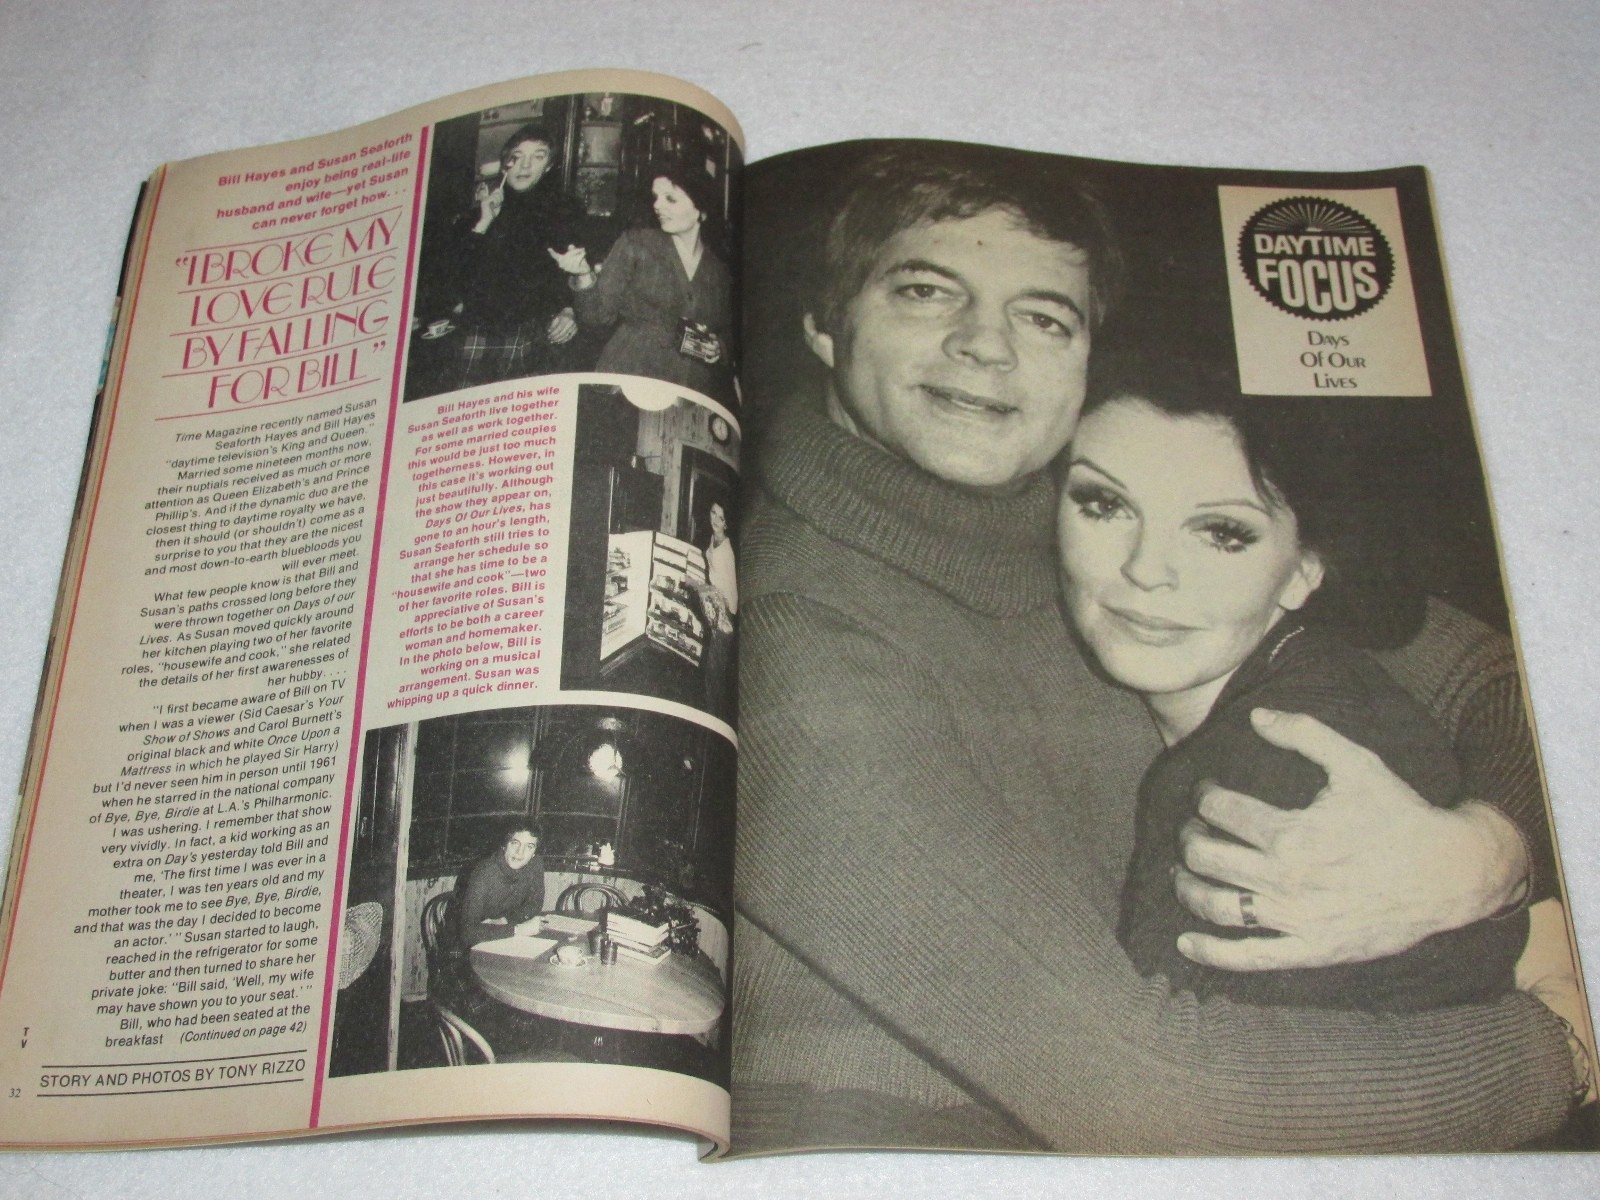 Bill Hayes and Susan Seaforth
enjoy being real-life
husband and wife—yet Susan
can never forget how. . .
"I BROKE MY
LOVE RULE
BY FALLING
FOR BILL"
Time Magazine recently named Susan
Seaforth Hayes and Bill Hayes
"daytime television's King and Queen."
Married some nineteen months now,
their nuptials received as much or more
attention as Queen Elizabeth's and Prince
Phillip's. And if the dynamic duo are the
closest thing to daytime royalty we have,
then it should (or shouldn't) come as a
surprise to you that they are the nicest
and most down-to-earth bluebloods you
will ever meet.
What few people know is that Bill and
Susan's paths crossed long before they
were thrown together on Days of our
Lives. As Susan moved quickly around
her kitchen playing two of her favorite
roles, "housewife and cook," she related
the details of her first awarenesses of
her hubby. . . .
"I first became aware of Bill on TV
when I was a viewer (Sid Caesar's Your
Show of Shows and Carol Burnett's
original black and white Once Upon a
Mattress in which he played Sir Harry)
but I'd never seen him in person until 1961
when he starred in the national company
of Bye, Bye, Birdie at L.A.'s Philharmonic.
I was ushering. I remember that show
very vividly. In fact, a kid working as an
extra on Day's yesterday told Bill and
me, 'The first time I was ever in a
theater, I was ten years old and my
mother took me to see Bye, Bye, Birdie,
and that was the day I decided to become
an actor.' " Susan started to laugh,
reached in the refrigerator for some
butter and then turned to share her
private joke: "Bill said, 'Well, my wife
may have shown you to your seat.' "
Bill, who had been seated at the
breakfast (Continued on page 42)
STORY AND PHOTOS BY TONY RIZZO
T
V
32
Bill Hayes and his wife
Susan Seaforth live together
as well as work together.
For some married couples
this would be just too much
togetherness. However, in
this case it's working out
just beautifully. Although
the show they appear on,
Days Of Our Lives, has
gone to an hour's length,
Susan Seaforth still tries to
arrange her schedule so
that she has time to be a
"housewife and cook"—two
of her favorite roles. Bill is
appreciative of Susan's
efforts to be both a career
woman and homemaker.
In the photo below, Bill is
working on a musical
arrangement. Susan was
whipping up a quick dinner.
DAYTIME
FOCUS
Days
Of Our
Lives